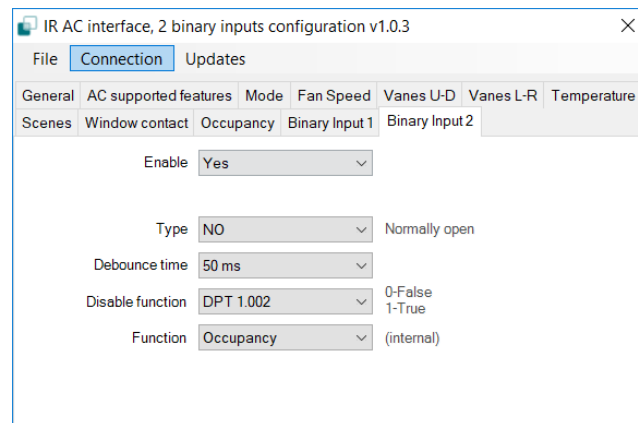 IR AC interface, 2 binary inputs configuration v1.0.3
File Connection Updates
General AC supported features Mode Fan Speed Vanes U-D Vanes L-R Temperature
Scenes Window contact Occupancy Binary Input 1 Binary Input 2
Enable Yes
Type NO Normally open
Debounce time 50 ms
Disable function DPT 1.002 0-False
1-True
Function Occupancy (internal)